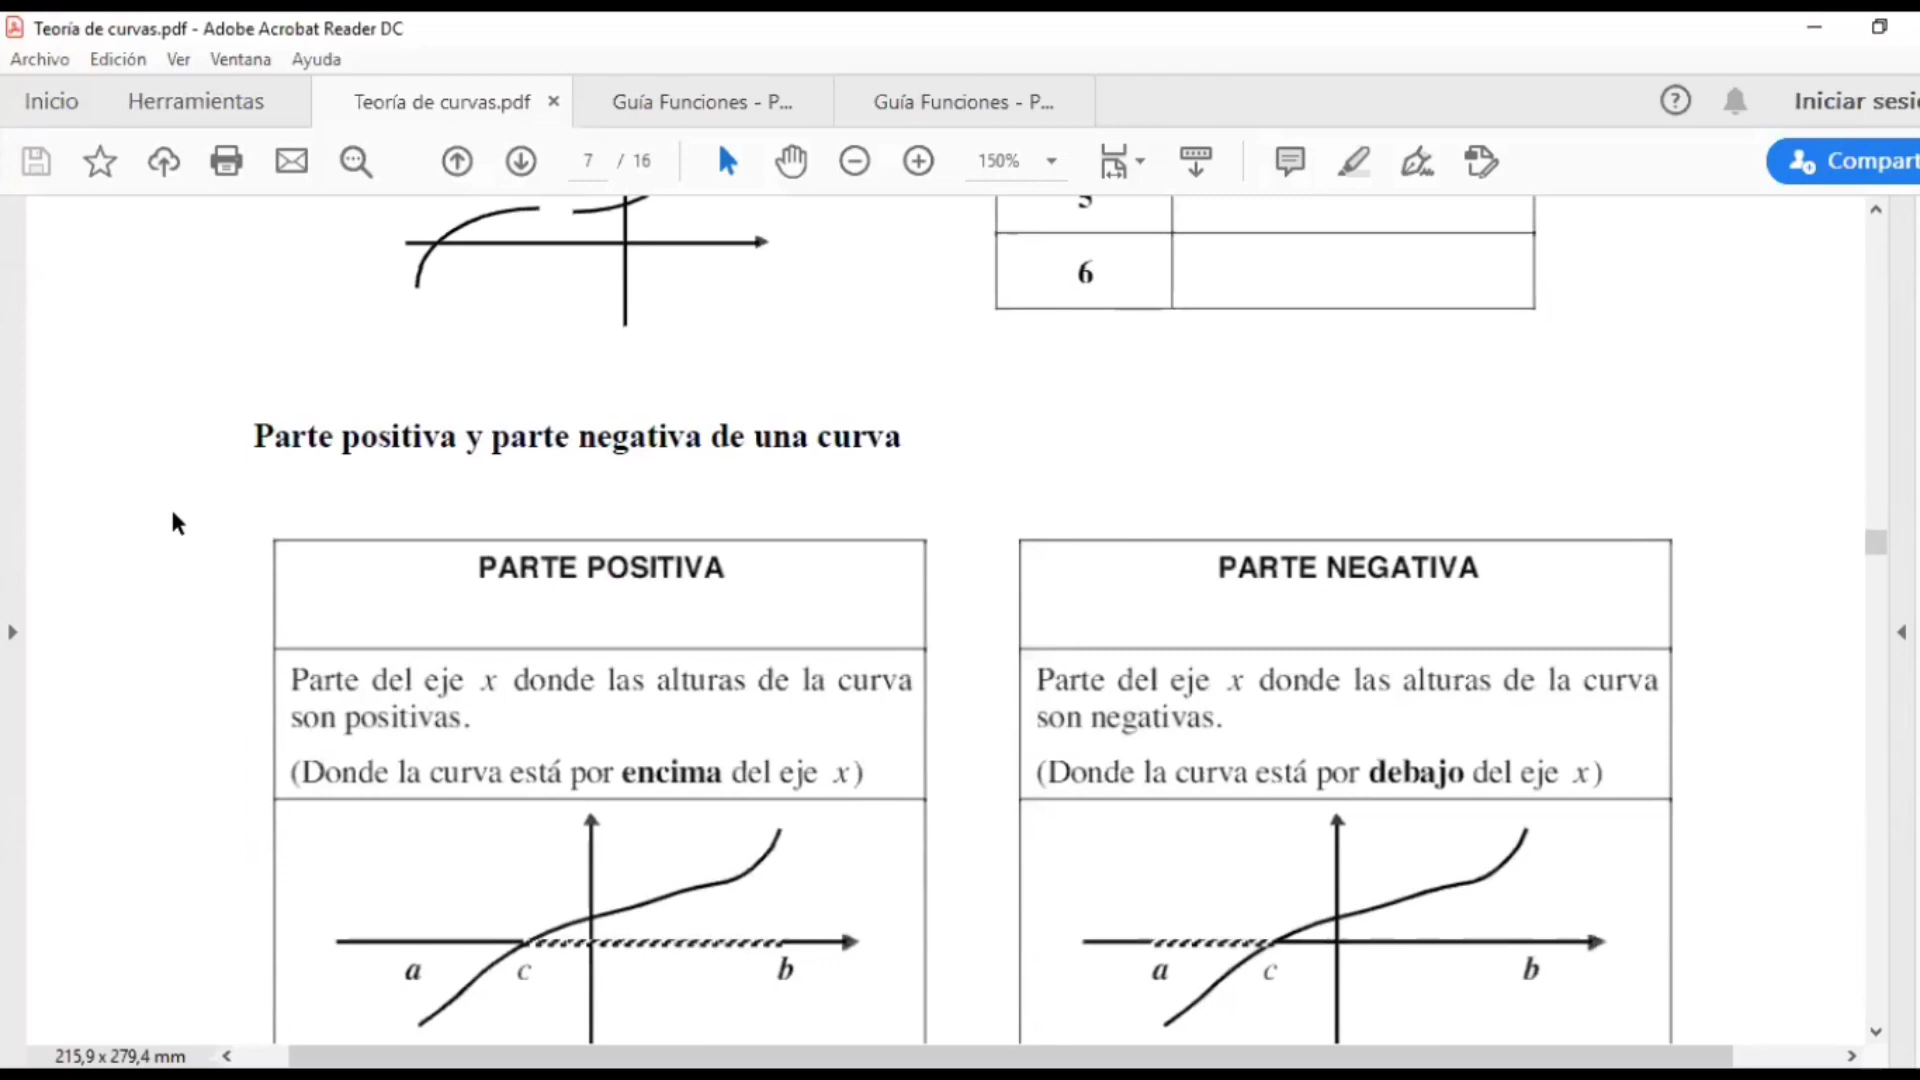 Teoría de curvas.pdf - Adobe Acrobat Reader DC
Archivo Edición Ver Ventana Ayuda
Inicio Herramientas Teoría de curvas.pdf × Guía Funciones - P... Guía Funciones - P... Iniciar sesi
7 / 16 150% Compart
5
6
Parte positiva y parte negativa de una curva
PARTE POSITIVA
Parte del eje x donde las alturas de la curva
son positivas.
(Donde la curva está por encima del eje x)
a c b
PARTE NEGATIVA
Parte del eje x donde las alturas de la curva
son negativas.
(Donde la curva está por debajo del eje x)
a c b
215,9 x 279,4 mm